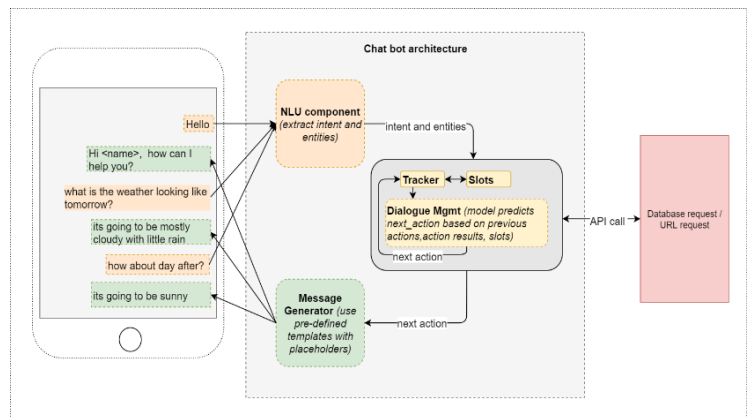 Chat bot architecture
Hello
Hi <name>,  how can I
help you?
what is the weather looking like
tomorrow?
its going to be mostly
cloudy with little rain
how about day after?
its going to be sunny
NLU component
(extract intent and
entities)
intent and entities
Tracker
Slots
Dialogue Mgmt (model predicts
next_action based on previous
actions,action results, slots)
next action
API call
Database request /
URL request
Message
Generator (use
pre-defined
templates with
placeholders)
next action